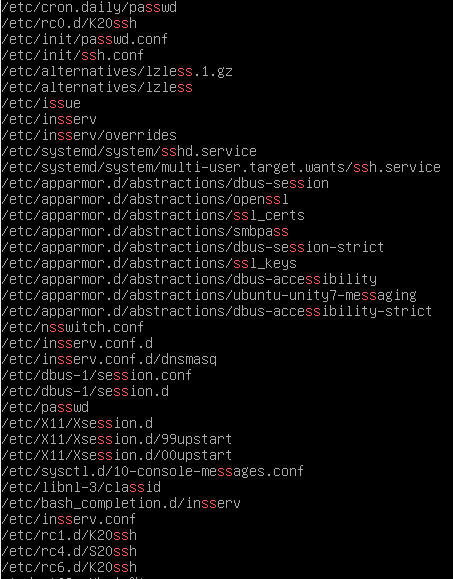 /etc/cron.daily/passwd
/etc/rc0.d/K20ssh
/etc/init/passwd.conf
/etc/init/ssh.conf
/etc/alternatives/lzless.1.gz
/etc/alternatives/lzless
/etc/issue
/etc/insserv
/etc/insserv/overrides
/etc/systemd/system/sshd.service
/etc/systemd/system/multi-user.target.wants/ssh.service
/etc/apparmor.d/abstractions/dbus-session
/etc/apparmor.d/abstractions/openssl
/etc/apparmor.d/abstractions/ssl_certs
/etc/apparmor.d/abstractions/smbpass
/etc/apparmor.d/abstractions/dbus-session-strict
/etc/apparmor.d/abstractions/ssl_keys
/etc/apparmor.d/abstractions/dbus-accessibility
/etc/apparmor.d/abstractions/ubuntu-unity7-messaging
/etc/apparmor.d/abstractions/dbus-accessibility-strict
/etc/nsswitch.conf
/etc/insserv.conf.d
/etc/insserv.conf.d/dnsmasq
/etc/dbus-1/session.conf
/etc/dbus-1/session.d
/etc/passwd
/etc/X11/Xsession.d
/etc/X11/Xsession.d/99upstart
/etc/X11/Xsession.d/00upstart
/etc/sysctl.d/10-console-messages.conf
/etc/libnl-3/classid
/etc/bash_completion.d/insserv
/etc/insserv.conf
/etc/rc1.d/K20ssh
/etc/rc4.d/S20ssh
/etc/rc6.d/K20ssh